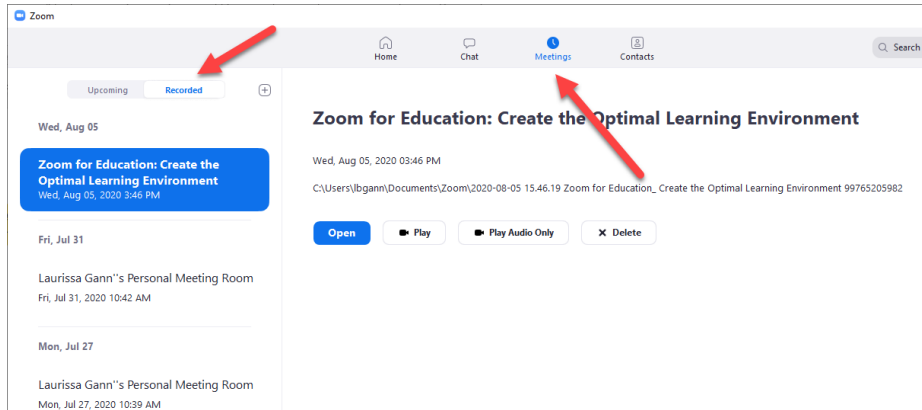 Zoom
Home
Chat
Meetings
Contacts
Search
Upcoming
Recorded
Wed, Aug 05
Zoom for Education: Create the
Optimal Learning Environment
Wed, Aug 05, 2020 3:46 PM
Fri, Jul 31
Laurissa Gann''s Personal Meeting Room
Fri, Jul 31, 2020 10:42 AM
Mon, Jul 27
Laurissa Gann''s Personal Meeting Room
Mon, Jul 27, 2020 10:39 AM
Zoom for Education: Create the Optimal Learning Environment
Wed, Aug 05, 2020 03:46 PM
C:\Users\lbgann\Documents\Zoom\2020-08-05 15.46.19 Zoom for Education_ Create the Optimal Learning Environment 99765205982
Open
Play
Play Audio Only
Delete